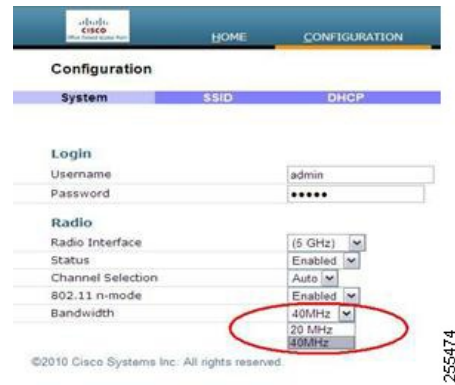 CISCO
HOME CONFIGURATION
Configuration
System SSID DHCP
Login
Username admin
Password •••••
Radio
Radio Interface (5 GHz)
Status Enabled
Channel Selection Auto
802.11 n-mode Enabled
Bandwidth 40MHz
20 MHz
40MHz
©2010 Cisco Systems Inc. All rights reserved.
255474